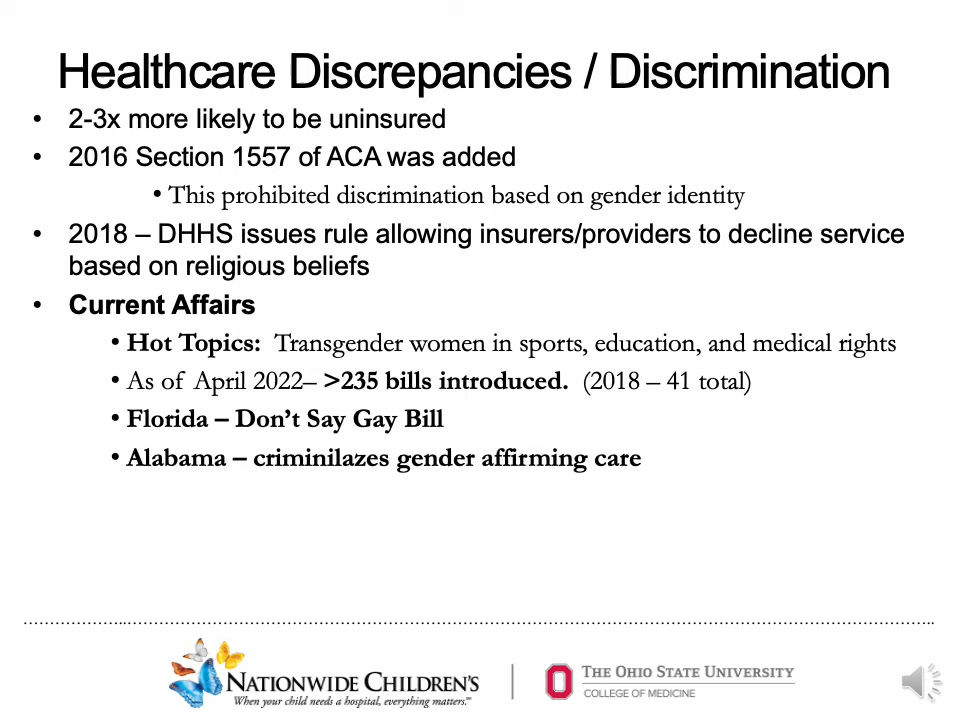 Healthcare Discrepancies / Discrimination
• 2-3x more likely to be uninsured
• 2016 Section 1557 of ACA was added
• This prohibited discrimination based on gender identity
• 2018 – DHHS issues rule allowing insurers/providers to decline service
based on religious beliefs
• Current Affairs
• Hot Topics: Transgender women in sports, education, and medical rights
• As of April 2022– >235 bills introduced. (2018 – 41 total)
• Florida – Don't Say Gay Bill
• Alabama – criminilazes gender affirming care
NATIONWIDE CHILDREN'S
When your child needs a hospital, everything matters.℠
THE OHIO STATE UNIVERSITY
COLLEGE OF MEDICINE